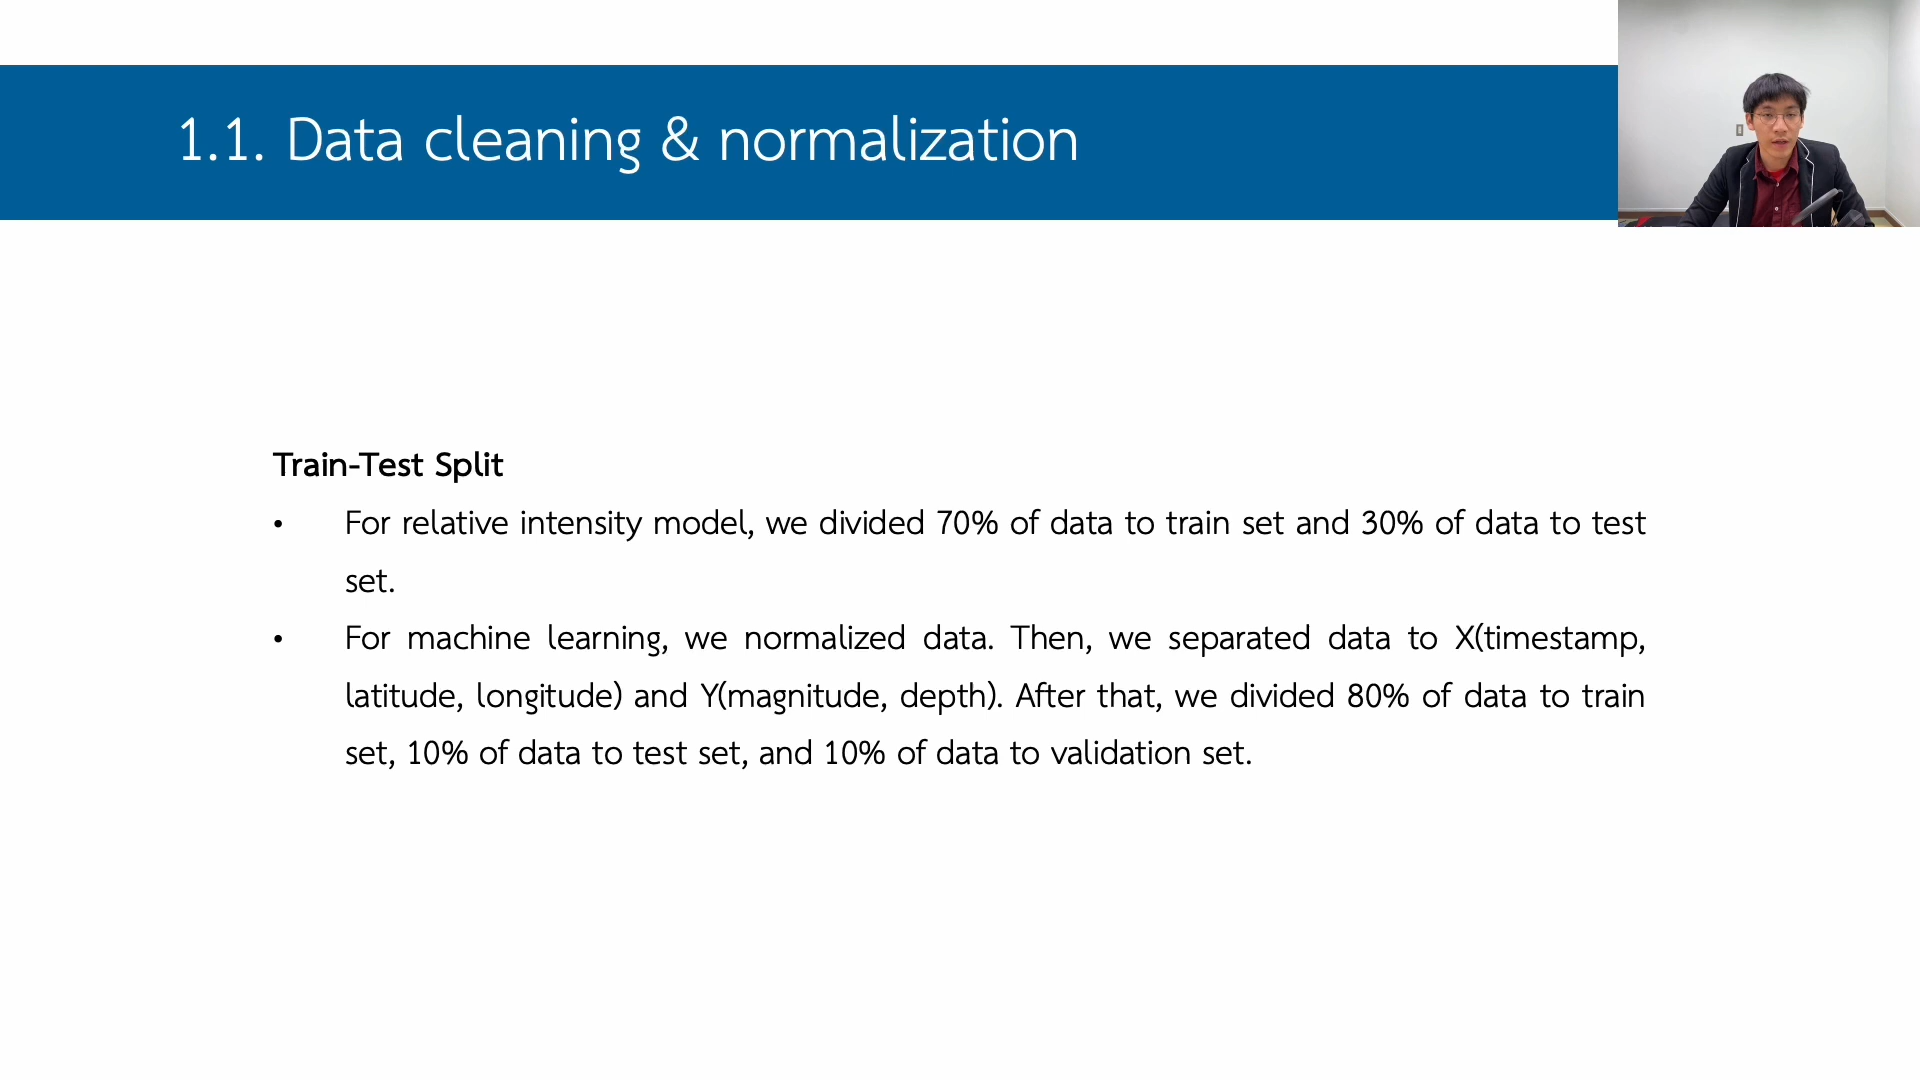 1.1. Data cleaning & normalization
Train-Test Split
• For relative intensity model, we divided 70% of data to train set and 30% of data to test
set.
• For machine learning, we normalized data. Then, we separated data to X(timestamp,
latitude, longitude) and Y(magnitude, depth). After that, we divided 80% of data to train
set, 10% of data to test set, and 10% of data to validation set.